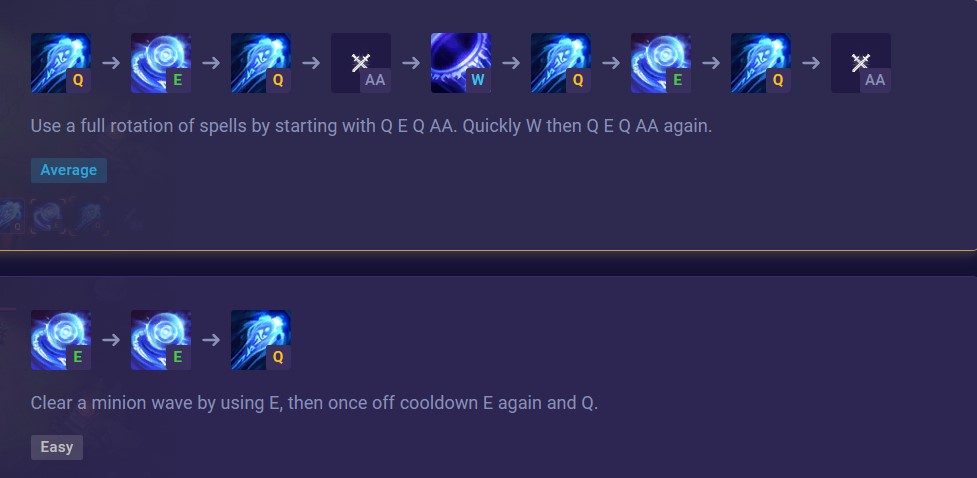 Q E Q AA W Q E Q AA
Use a full rotation of spells by starting with Q E Q AA. Quickly W then Q E Q AA again.
Average
Q
E E Q
Clear a minion wave by using E, then once off cooldown E again and Q.
Easy